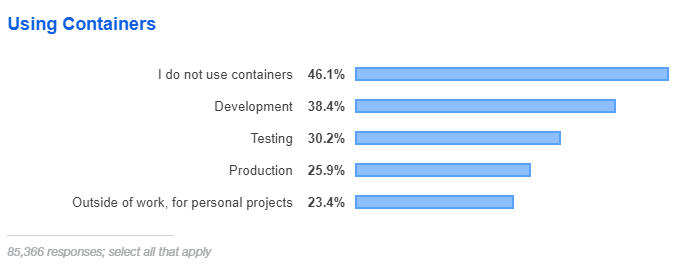 Using Containers
I do not use containers 46.1%
Development 38.4%
Testing 30.2%
Production 25.9%
Outside of work, for personal projects 23.4%
85,366 responses; select all that apply